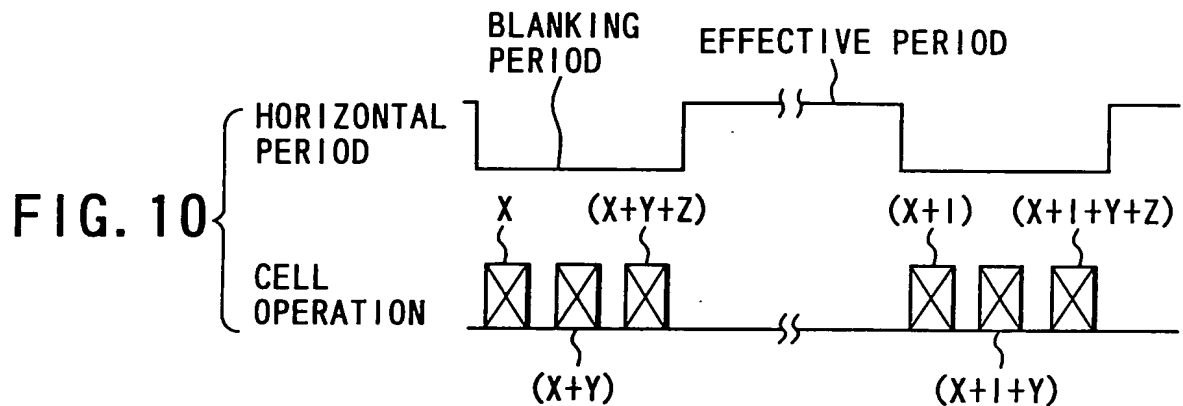 BLANKING
PERIOD
EFFECTIVE PERIOD
HORIZONTAL
PERIOD
FIG. 10
X
(X+Y+Z)
(X+I)
(X+I+Y+Z)
CELL
OPERATION
(X+Y)
(X+I+Y)